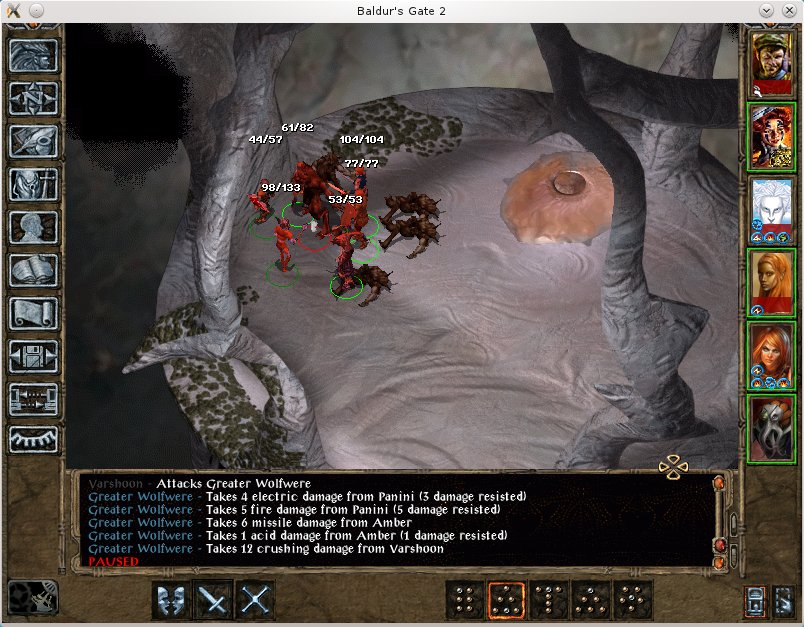 Baldur's Gate 2
61/82
44/57
104/104
77/77
98/133
53/53
Varshoon - Attacks Greater Wolfwere
Greater Wolfwere - Takes 4 electric damage from Panini (3 damage resisted)
Greater Wolfwere - Takes 5 fire damage from Panini (5 damage resisted)
Greater Wolfwere - Takes 6 missile damage from Amber
Greater Wolfwere - Takes 1 acid damage from Amber (1 damage resisted)
Greater Wolfwere - Takes 12 crushing damage from Varshoon
PAUSED